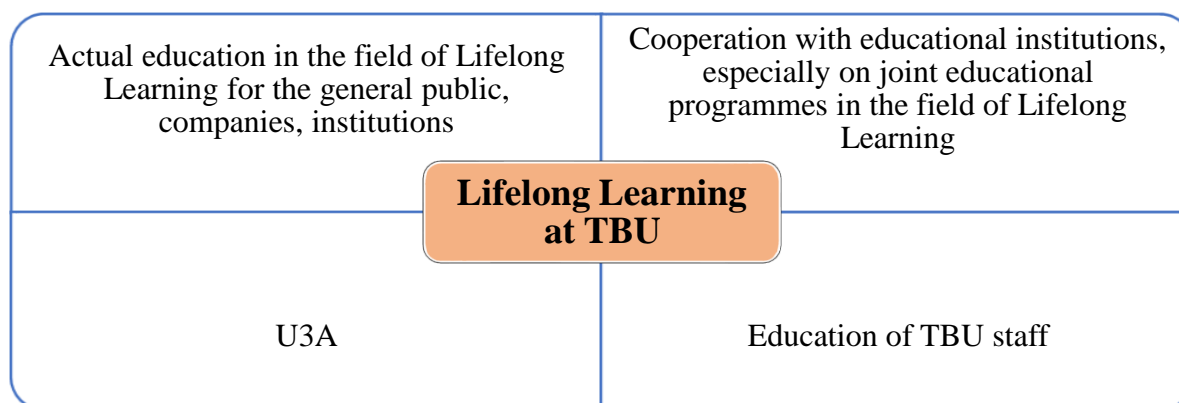 Actual education in the field of Lifelong
Learning for the general public,
companies, institutions
Cooperation with educational institutions,
especially on joint educational
programmes in the field of Lifelong
Learning
Lifelong Learning
at TBU
U3A
Education of TBU staff